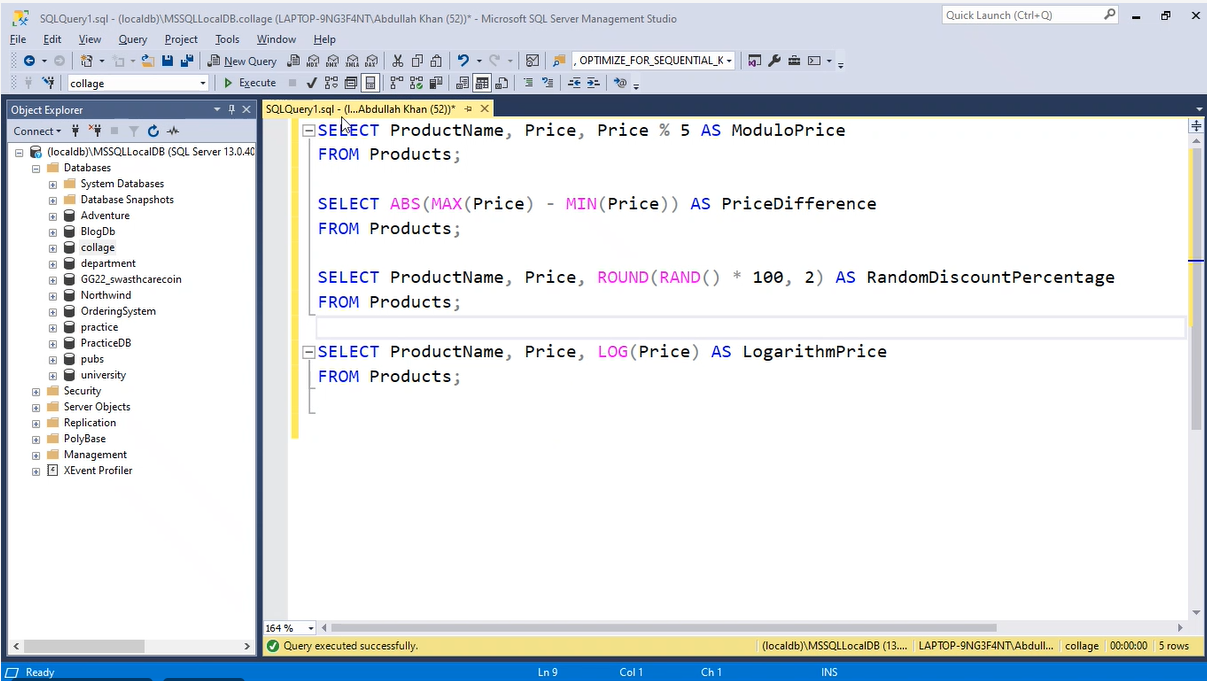 SQLQuery1.sql - (localdb)\MSSQLLocalDB.collage (LAPTOP-9NG3F4NT\Abdullah Khan (52))* - Microsoft SQL Server Management Studio
Quick Launch (Ctrl+Q)
File Edit View Query Project Tools Window Help
New Query
, OPTIMIZE_FOR_SEQUENTIAL_K
collage
Execute
Object Explorer
Connect
(localdb)\MSSQLLocalDB (SQL Server 13.0.40
Databases
System Databases
Database Snapshots
Adventure
BlogDb
collage
department
GG22_swasthcarecoin
Northwind
OrderingSystem
practice
PracticeDB
pubs
university
Security
Server Objects
Replication
PolyBase
Management
XEvent Profiler
SQLQuery1.sql - (l...Abdullah Khan (52))*
SELECT ProductName, Price, Price % 5 AS ModuloPrice
FROM Products;
SELECT ABS(MAX(Price) - MIN(Price)) AS PriceDifference
FROM Products;
SELECT ProductName, Price, ROUND(RAND() * 100, 2) AS RandomDiscountPercentage
FROM Products;
SELECT ProductName, Price, LOG(Price) AS LogarithmPrice
FROM Products;
164 %
Query executed successfully.
(localdb)\MSSQLLocalDB (13....
LAPTOP-9NG3F4NT\Abdull...
collage
00:00:00
5 rows
Ready
Ln 9
Col 1
Ch 1
INS